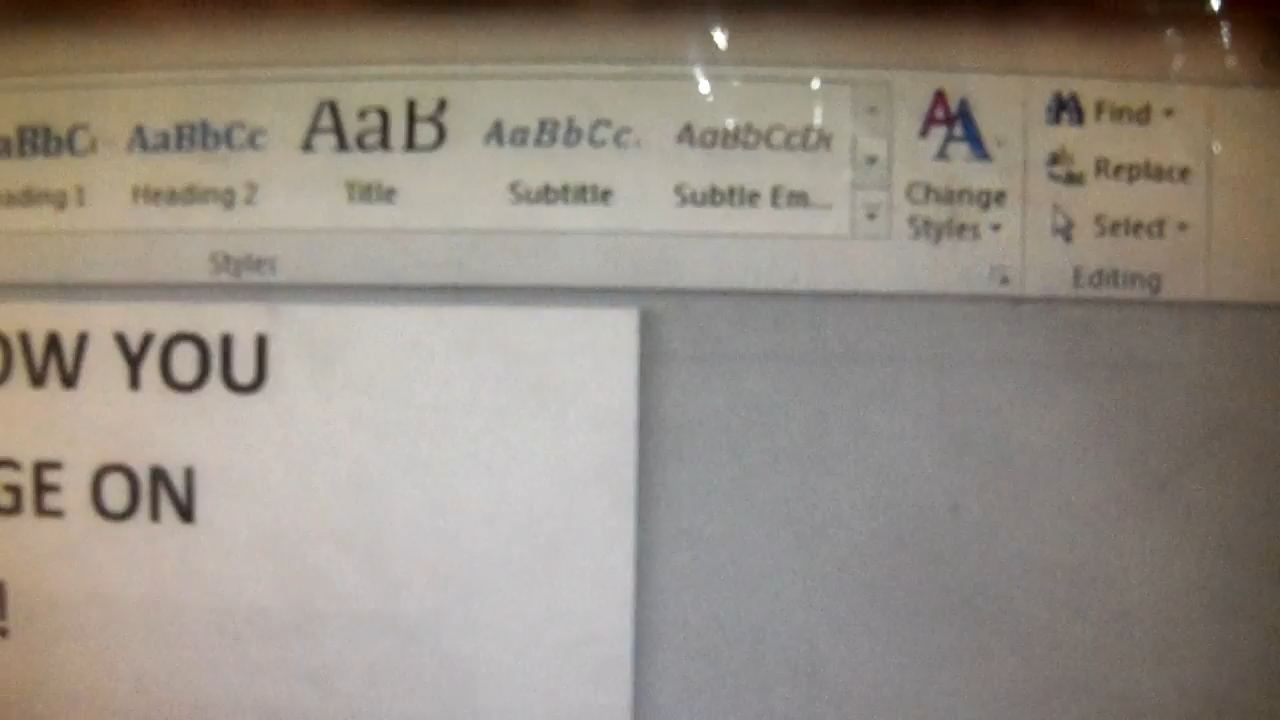 aBbC AaBbCc AaB AaBbCc. AaBbCcDt
ading 1 Heading 2 Title Subtitle Subtle Em...
Change
Styles
Find
Replace
Select
Styles
Editing
OW YOU
GE ON
!